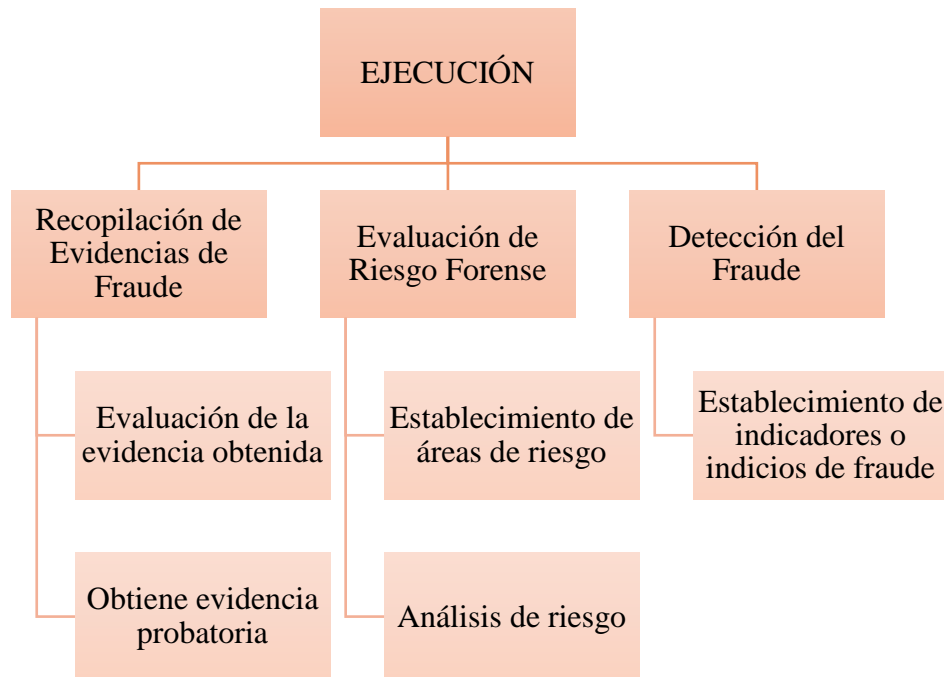 EJECUCIÓN
Recopilación de
Evidencias de
Fraude
Evaluación de la
evidencia obtenida
Obtiene evidencia
probatoria
Evaluación de
Riesgo Forense
Establecimiento de
áreas de riesgo
Análisis de riesgo
Detección del
Fraude
Establecimiento de
indicadores o
indicios de fraude